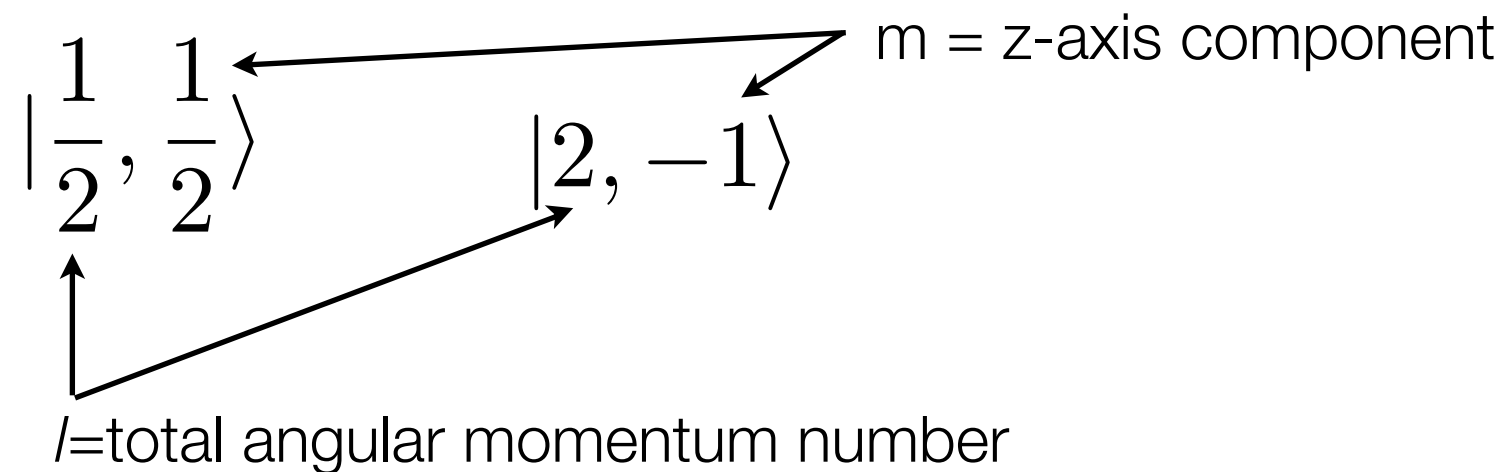 m = z-axis component
|1/2, 1/2⟩
|2, −1⟩
l=total angular momentum number